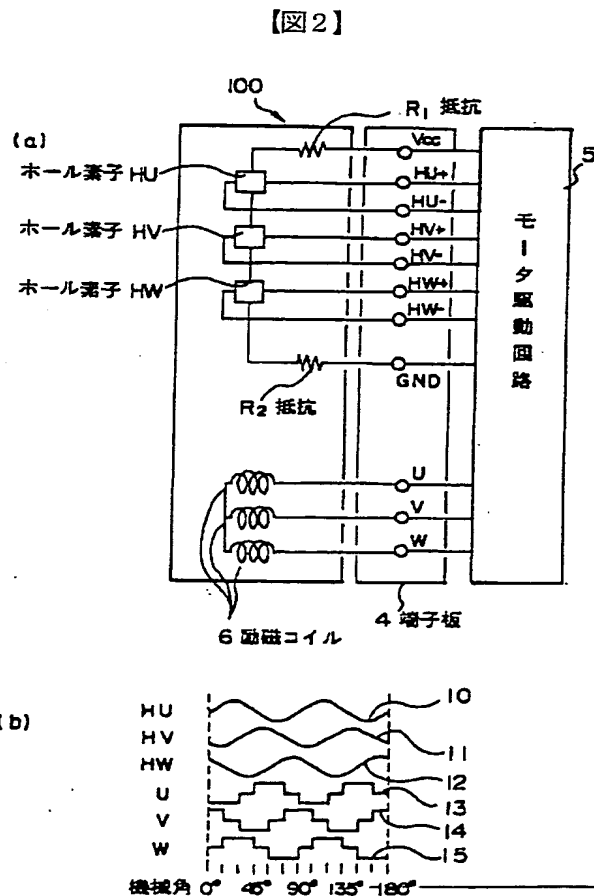 【図2】
100
R1 抵抗
(a)
Vcc
5
ホール素子 HU
HU+
HU-
ホール素子 HV
HV+
HV-
ホール素子 HW
HW+
HW-
モータ駆動回路
R2 抵抗
GND
U
V
W
6 励磁コイル
4 端子板
(b)
HU
10
HV
11
HW
12
U
13
V
14
W
15
機械角 0° 45° 90° 135° 180°